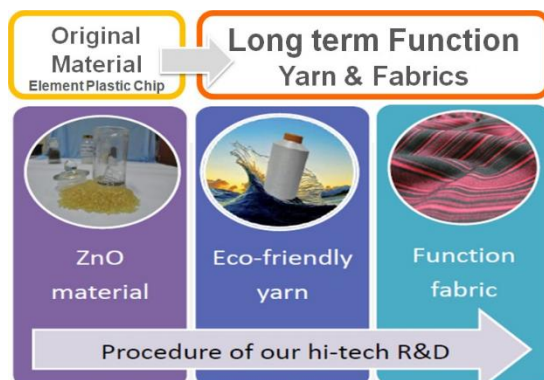 Original
Material
Element Plastic Chip
Long term Function
Yarn & Fabrics
ZnO
material
Eco-friendly
yarn
Function
fabric
Procedure of our hi-tech R&D